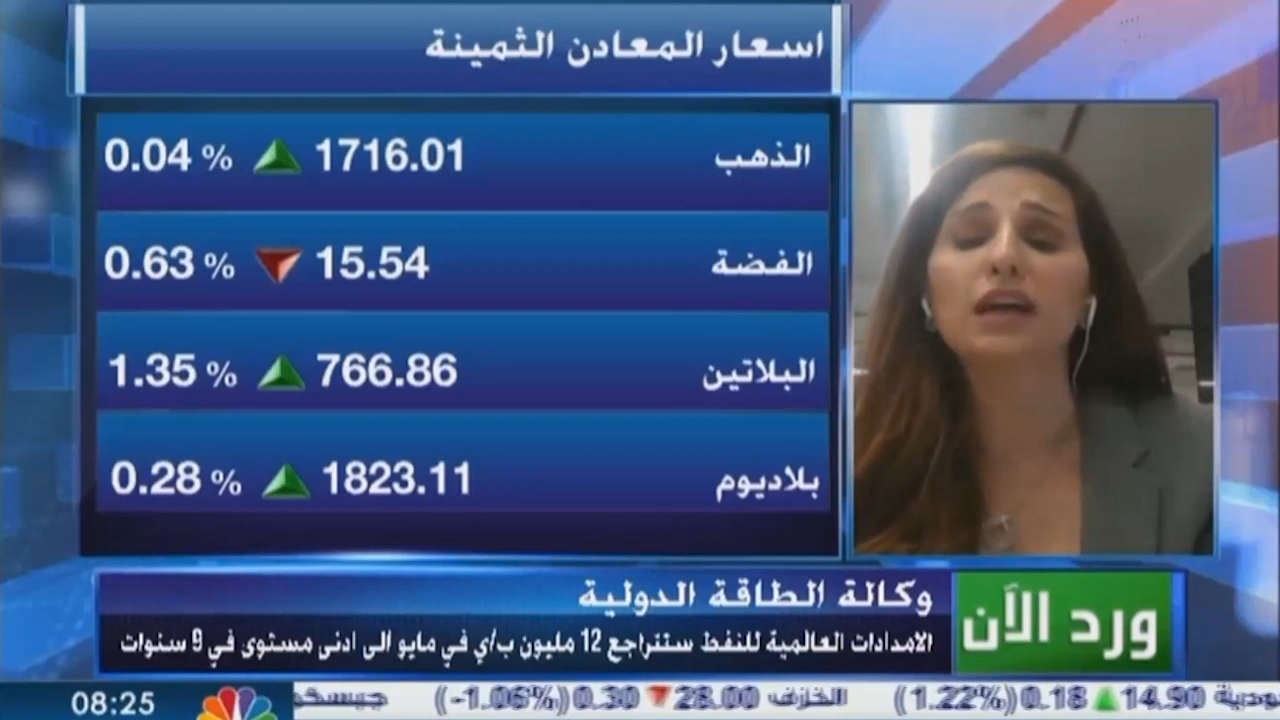 اسعار المعادن الثمينة
الذهب 1716.01 0.04 %
الفضة 15.54 0.63 %
البلاتين 766.86 1.35 %
بلاديوم 1823.11 0.28 %
ورد الآن
وكالة الطاقة الدولية
الامدادات العالمية للنفط ستتراجع 12 مليون ب/ي في مايو الى ادنى مستوى في 9 سنوات
14.90 0.18 (1.22%) الخزف 28.00 0.30 (-1.06%)
08:25